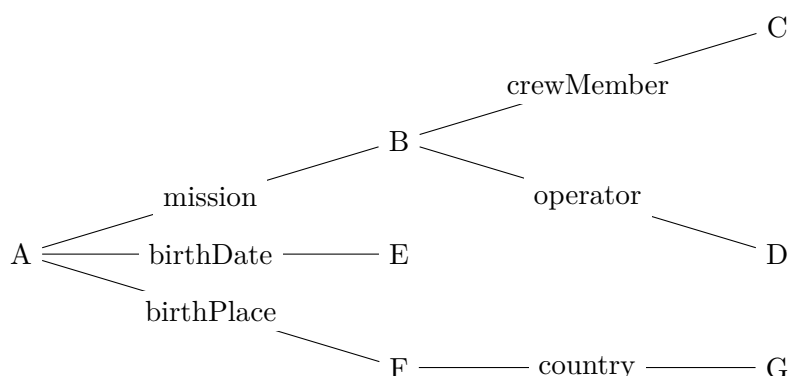 C
crewMember
B
mission
operator
A
birthDate
E
D
birthPlace
F
country
G